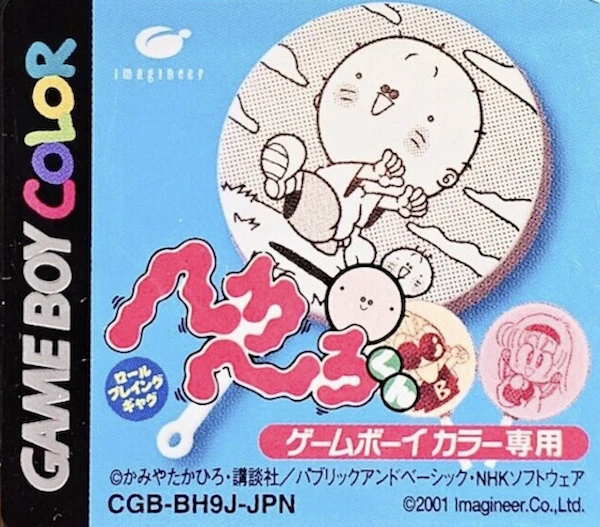 GAME BOY COLOR
imagineer
へろ
へろ
くん
ロール
プレイング
ギャグ
B
ゲームボーイカラー専用
©かみやたかひろ・講談社／パブリックアンドベーシック・NHKソフトウェア
CGB-BH9J-JPN
©2001 Imagineer.Co.,Ltd.